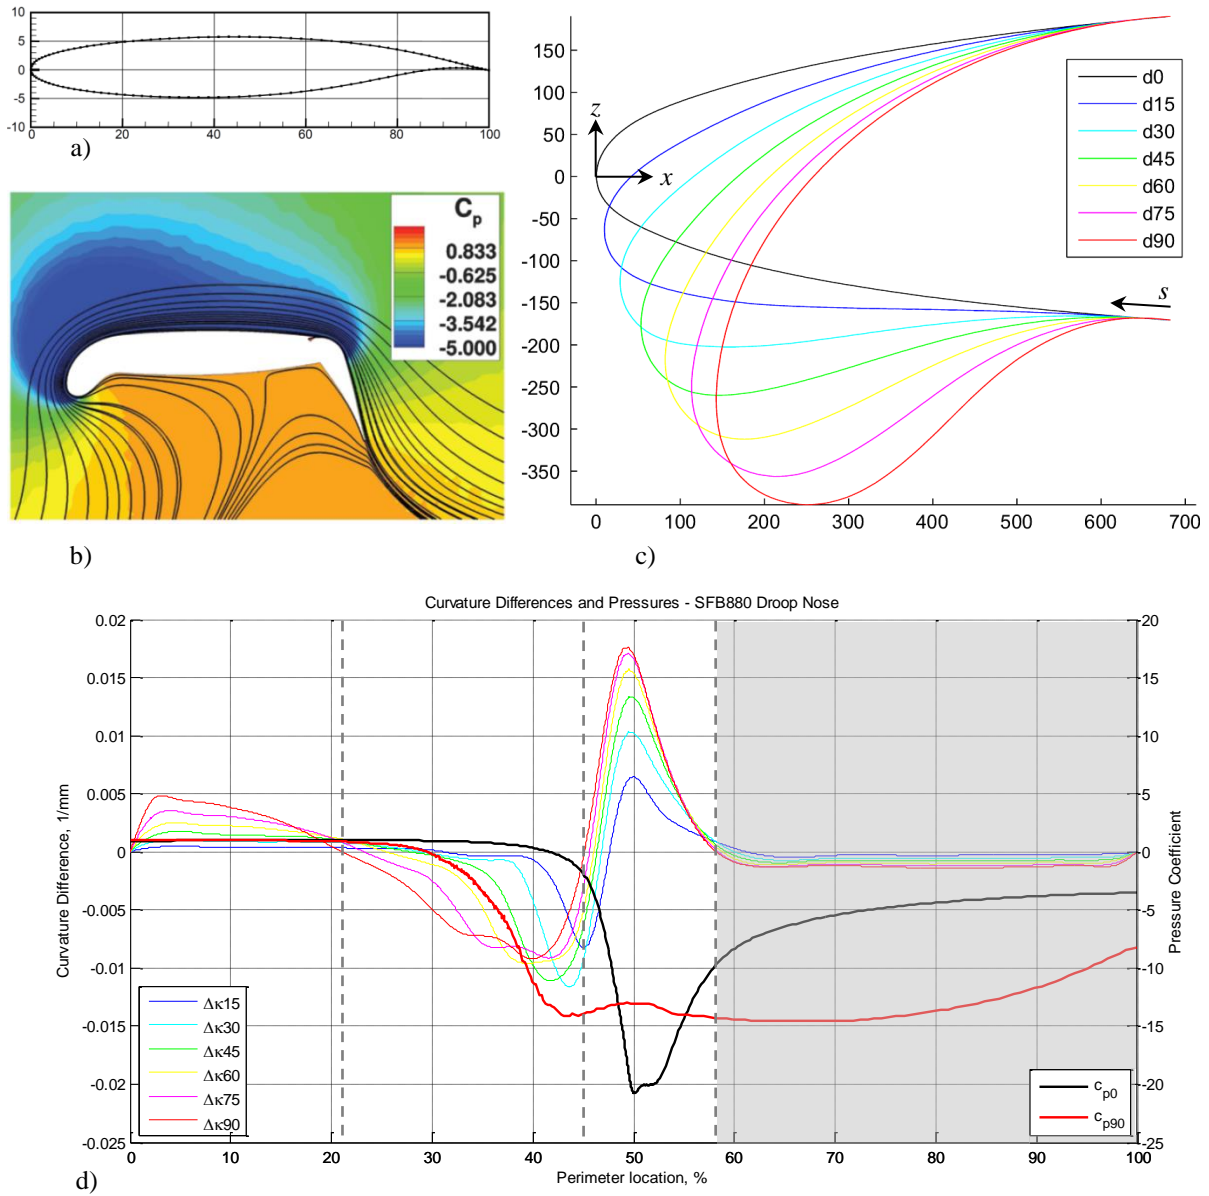 10
5
0
-5
-10
0
20
40
60
80
100
a)
C_p
0.833
-0.625
-2.083
-3.542
-5.000
b)
150
100
50
0
-50
-100
-150
-200
-250
-300
-350
0
100
200
300
400
500
600
700
z
x
s
d0
d15
d30
d45
d60
d75
d90
c)
Curvature Differences and Pressures - SFB880 Droop Nose
Curvature Difference, 1/mm
0.02
0.015
0.01
0.005
0
-0.005
-0.01
-0.015
-0.02
-0.025
20
15
10
5
0
-5
-10
-15
-20
-25
Pressure Coefficient
Δκ15
Δκ30
Δκ45
Δκ60
Δκ75
Δκ90
c_p0
c_p90
0
10
20
30
40
50
60
70
80
90
100
Perimeter location, %
d)